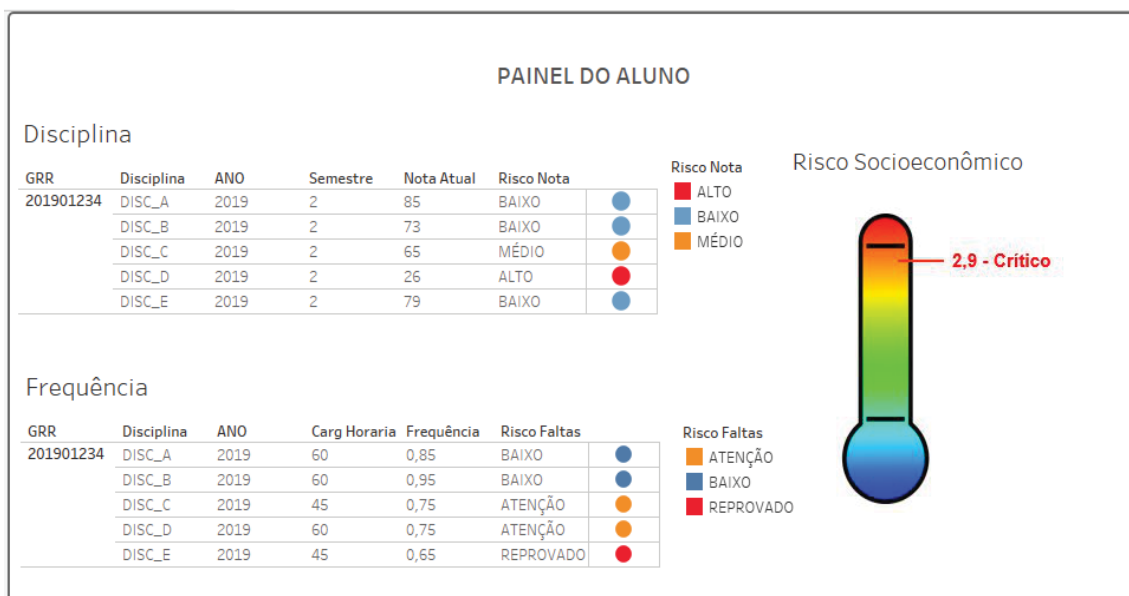 PAINEL DO ALUNO
Disciplina
GRR Disciplina ANO Semestre Nota Atual Risco Nota
201901234 DISC_A 2019 2 85 BAIXO
DISC_B 2019 2 73 BAIXO
DISC_C 2019 2 65 MÉDIO
DISC_D 2019 2 26 ALTO
DISC_E 2019 2 79 BAIXO
Risco Nota
ALTO
BAIXO
MÉDIO
Risco Socioeconômico
2,9 - Crítico
Frequência
GRR Disciplina ANO Carg Horaria Frequência Risco Faltas
201901234 DISC_A 2019 60 0,85 BAIXO
DISC_B 2019 60 0,95 BAIXO
DISC_C 2019 45 0,75 ATENÇÃO
DISC_D 2019 60 0,75 ATENÇÃO
DISC_E 2019 45 0,65 REPROVADO
Risco Faltas
ATENÇÃO
BAIXO
REPROVADO